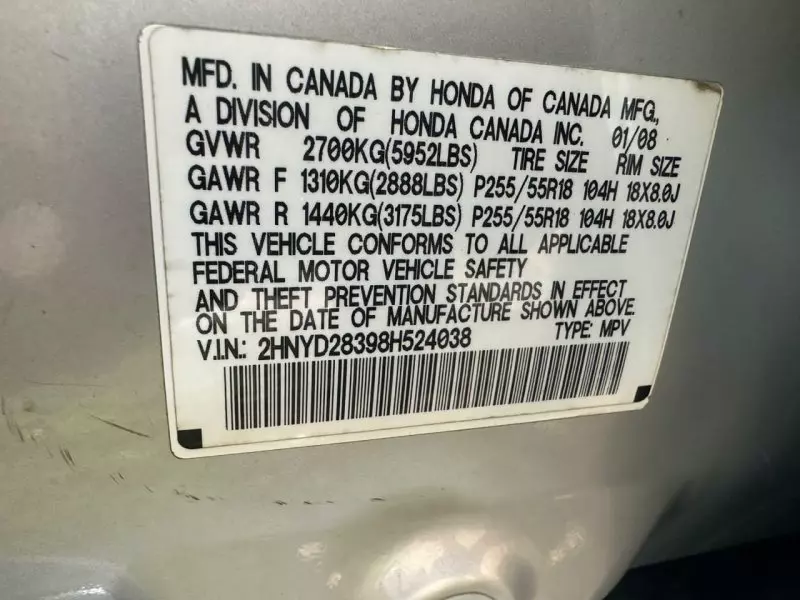 MFD. IN CANADA BY HONDA OF CANADA MFG.,
A DIVISION OF HONDA CANADA INC. 01/08
GVWR 2700KG(5952LBS) TIRE SIZE RIM SIZE
GAWR F 1310KG(2888LBS) P255/55R18 104H 18X8.0J
GAWR R 1440KG(3175LBS) P255/55R18 104H 18X8.0J
THIS VEHICLE CONFORMS TO ALL APPLICABLE
FEDERAL MOTOR VEHICLE SAFETY
AND THEFT PREVENTION STANDARDS IN EFFECT
ON THE DATE OF MANUFACTURE SHOWN ABOVE.
V.I.N.: 2HNYD28398H524038 TYPE: MPV